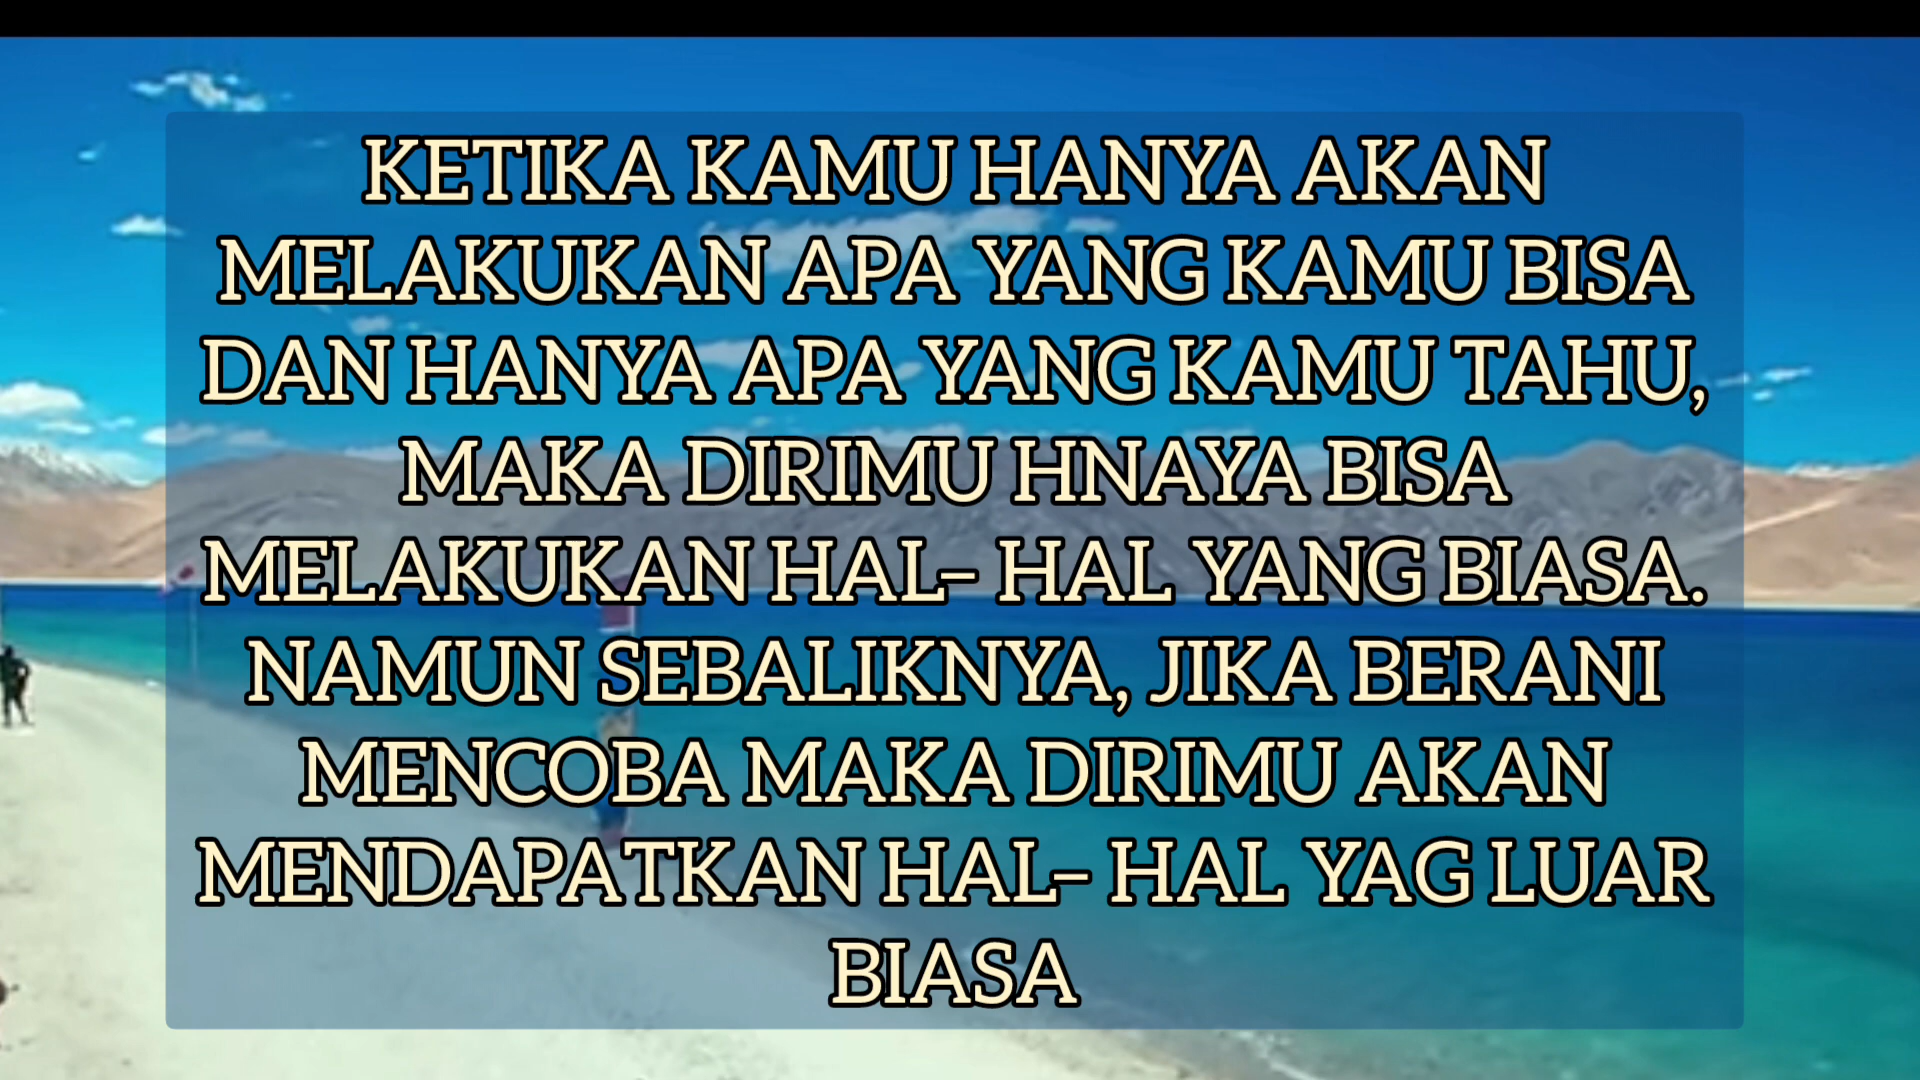 KETIKA KAMU HANYA AKAN
MELAKUKAN APA YANG KAMU BISA
DAN HANYA APA YANG KAMU TAHU,
MAKA DIRIMU HNAYA BISA
MELAKUKAN HAL- HAL YANG BIASA.
NAMUN SEBALIKNYA, JIKA BERANI
MENCOBA MAKA DIRIMU AKAN
MENDAPATKAN HAL- HAL YAG LUAR
BIASA